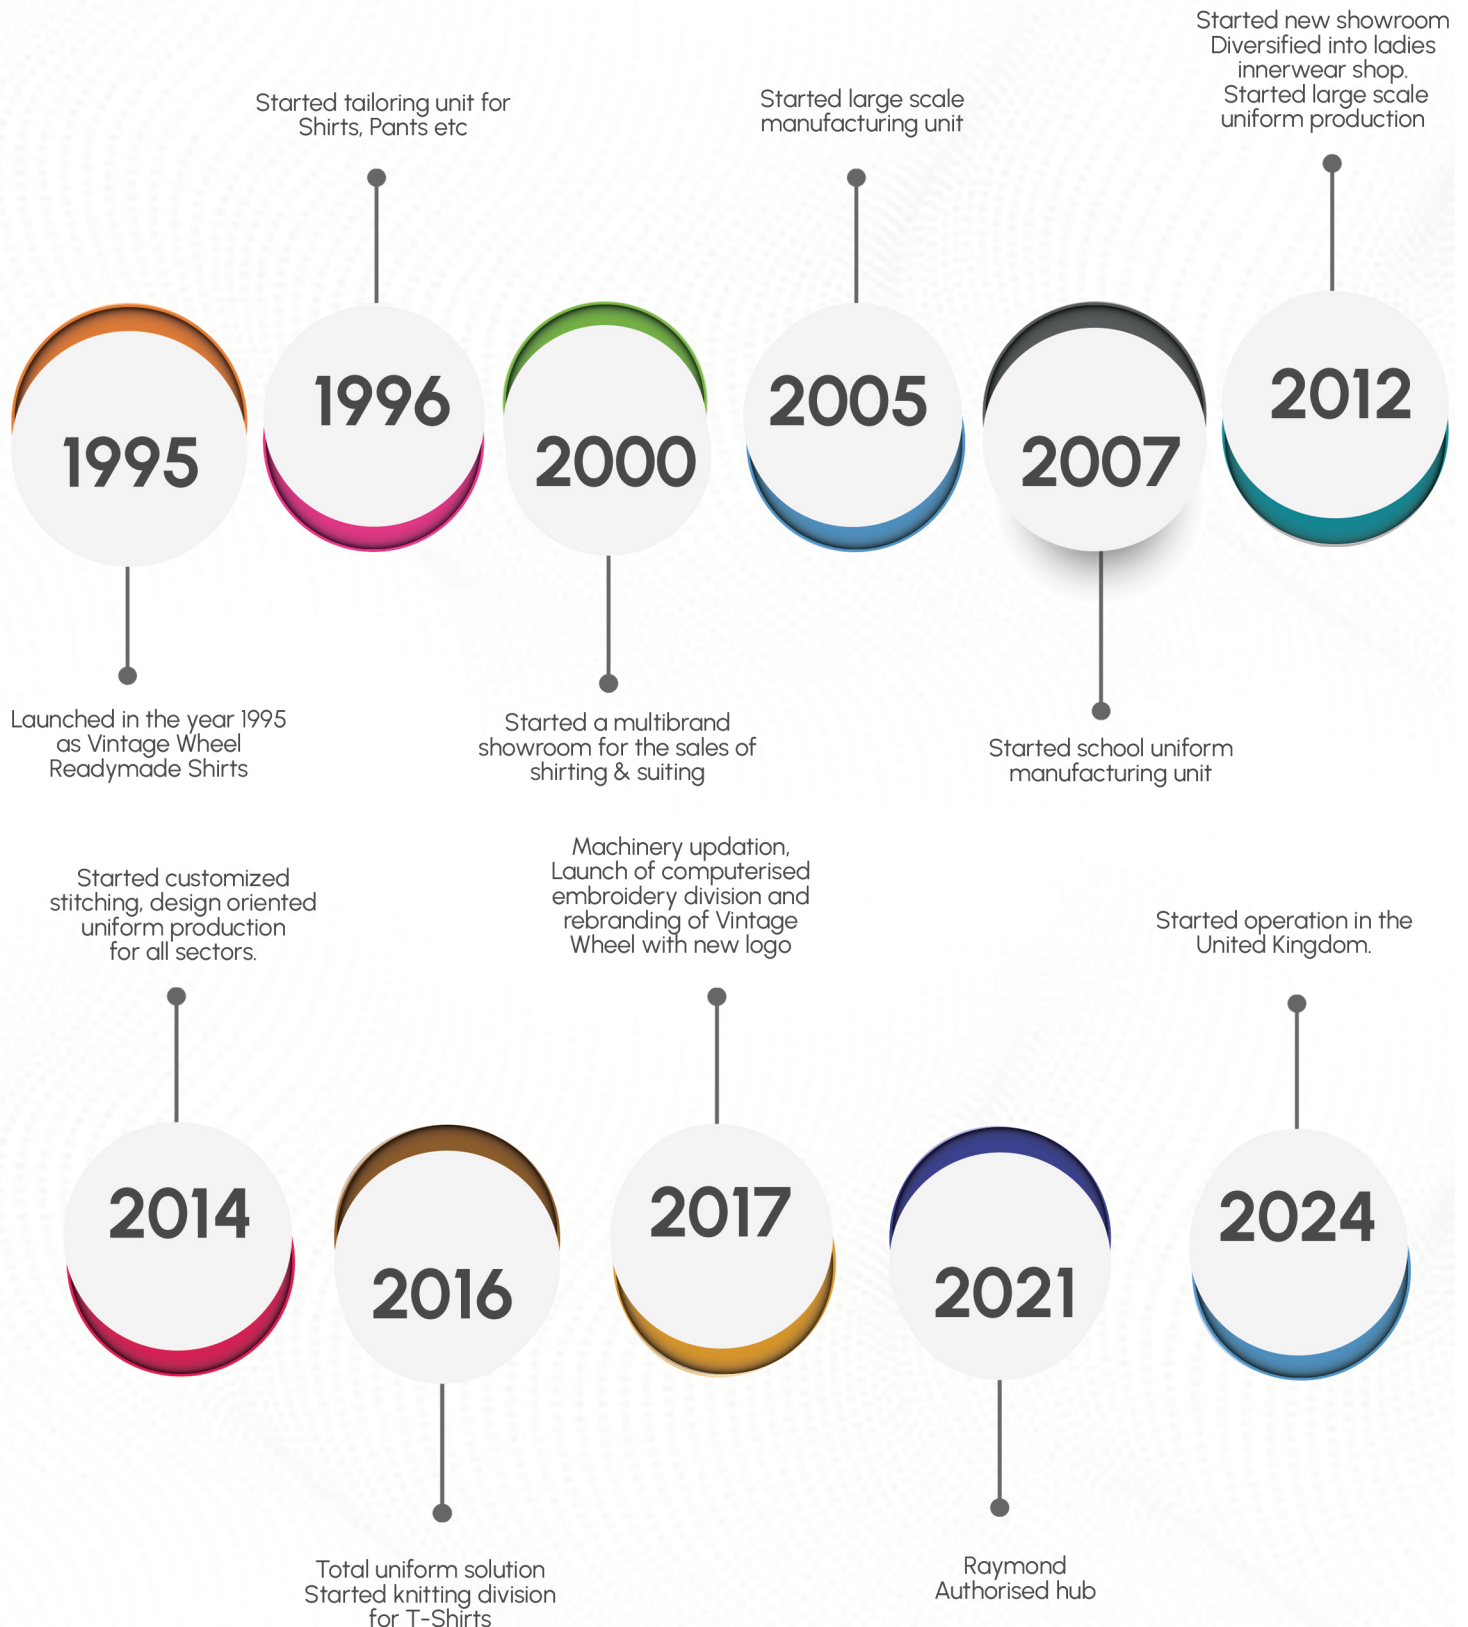 Started new showroom
Diversified into ladies
innerwear shop.
Started large scale
uniform production
Started tailoring unit for
Shirts, Pants etc
Started large scale
manufacturing unit
1995
1996
2000
2005
2007
2012
Launched in the year 1995
as Vintage Wheel
Readymade Shirts
Started a multibrand
showroom for the sales of
shirting & suiting
Started school uniform
manufacturing unit
Started customized
stitching, design oriented
uniform production
for all sectors.
Machinery updation,
Launch of computerised
embroidery division and
rebranding of Vintage
Wheel with new logo
Started operation in the
United Kingdom.
2014
2016
2017
2021
2024
Total uniform solution
Started knitting division
for T-Shirts
Raymond
Authorised hub